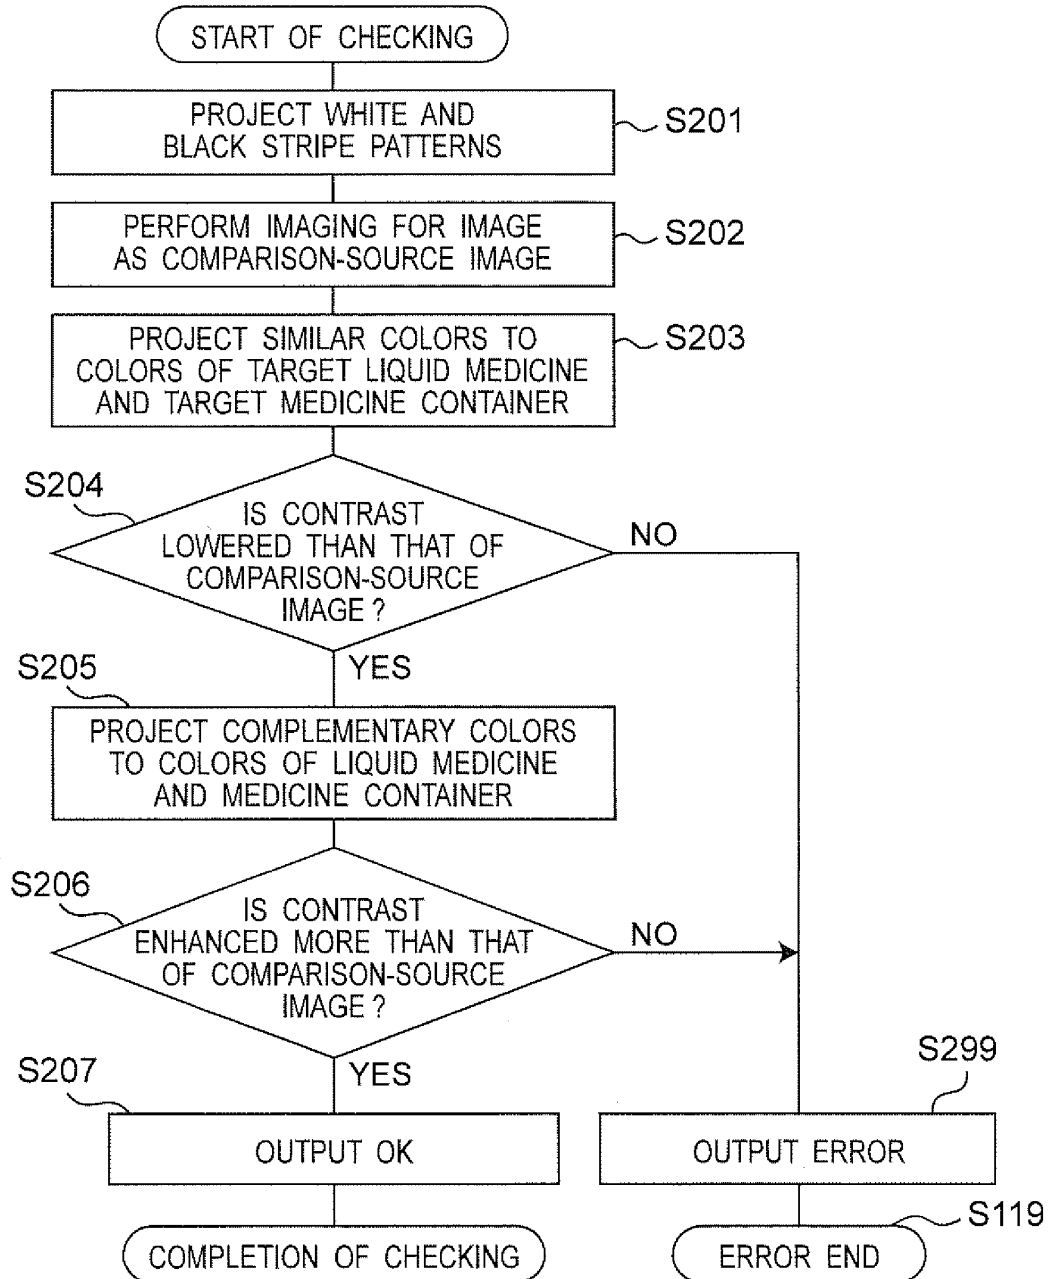 START OF CHECKING
PROJECT WHITE AND
BLACK STRIPE PATTERNS
S201
PERFORM IMAGING FOR IMAGE
AS COMPARISON-SOURCE IMAGE
S202
PROJECT SIMILAR COLORS TO
COLORS OF TARGET LIQUID MEDICINE
AND TARGET MEDICINE CONTAINER
S203
S204
IS CONTRAST
LOWERED THAN THAT OF
COMPARISON-SOURCE
IMAGE ?
NO
YES
S205
PROJECT COMPLEMENTARY COLORS
TO COLORS OF LIQUID MEDICINE
AND MEDICINE CONTAINER
S206
IS CONTRAST
ENHANCED MORE THAN THAT
OF COMPARISON-SOURCE
IMAGE ?
NO
YES
S207
OUTPUT OK
S299
OUTPUT ERROR
COMPLETION OF CHECKING
S119
ERROR END